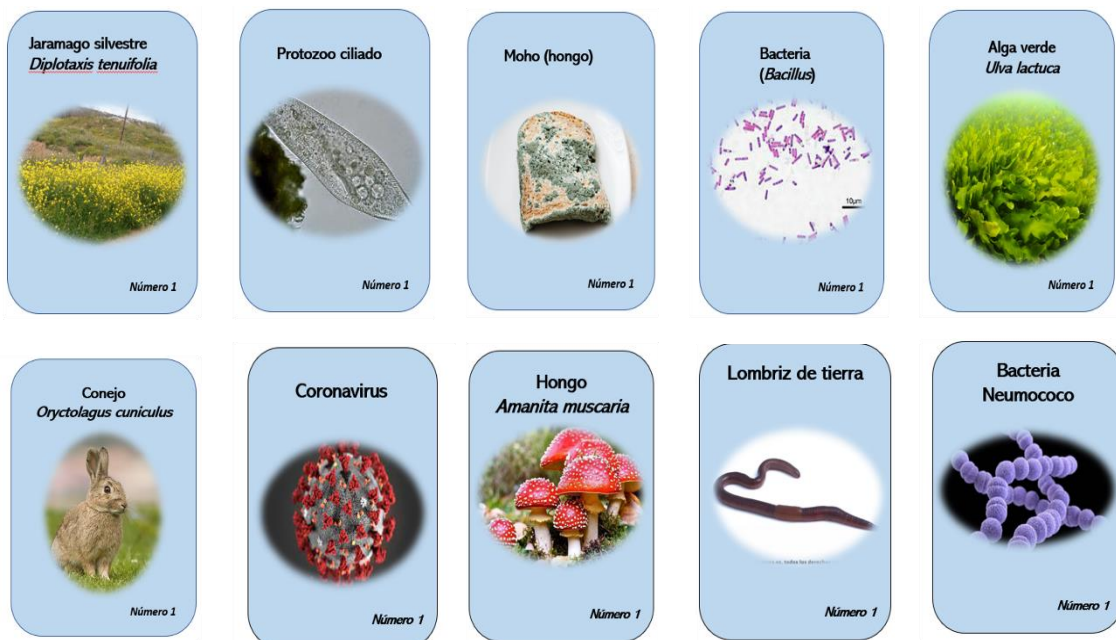 Jaramago silvestre
Diplotaxis tenuifolia
Número 1
Protozoo ciliado
Número 1
Moho (hongo)
Número 1
Bacteria
(Bacillus)
10µm
Número 1
Alga verde
Ulva lactuca
Número 1
Conejo
Oryctolagus cuniculus
Número 1
Coronavirus
Número 1
Hongo
Amanita muscaria
Número 1
Lombriz de tierra
Número 1
Bacteria
Neumococo
Número 1